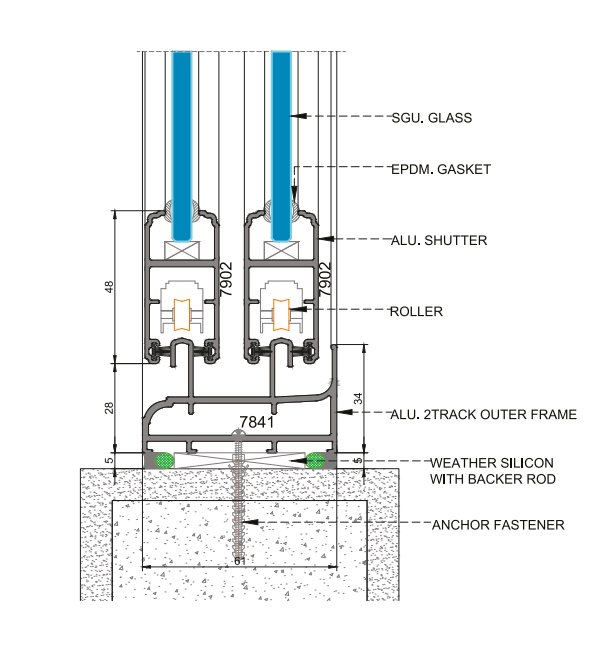 SGU. GLASS
EPDM. GASKET
ALU. SHUTTER
7902
7902
48
ROLLER
28
34
7841
ALU. 2TRACK OUTER FRAME
5
5
WEATHER SILICON
WITH BACKER ROD
ANCHOR FASTENER
61